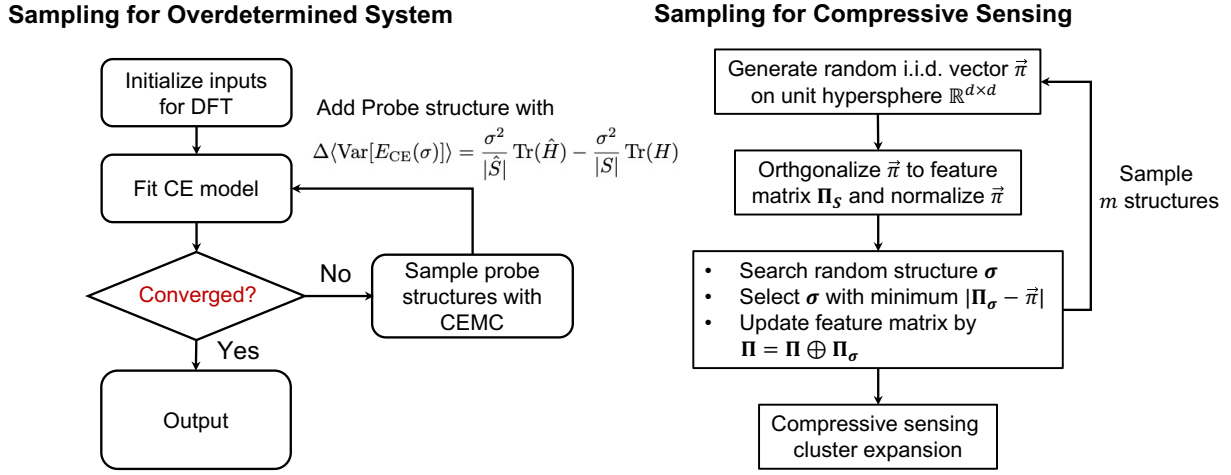 Sampling for Overdetermined System
Initialize inputs
for DFT
Add Probe structure with
Δ⟨Var[E_CE(σ)]⟩ = σ²/|Ŝ| Tr(Ĥ) − σ²/|S| Tr(H)
Fit CE model
Converged?
No
Sample probe
structures with
CEMC
Yes
Output
Sampling for Compressive Sensing
Generate random i.i.d. vector π⃗
on unit hypersphere ℝ^{d×d}
Orthgonalize π⃗ to feature
matrix Π_S and normalize π⃗
Sample
m structures
• Search random structure σ
• Select σ with minimum |Π_σ − π⃗|
• Update feature matrix by
Π = Π ⊕ Π_σ
Compressive sensing
cluster expansion